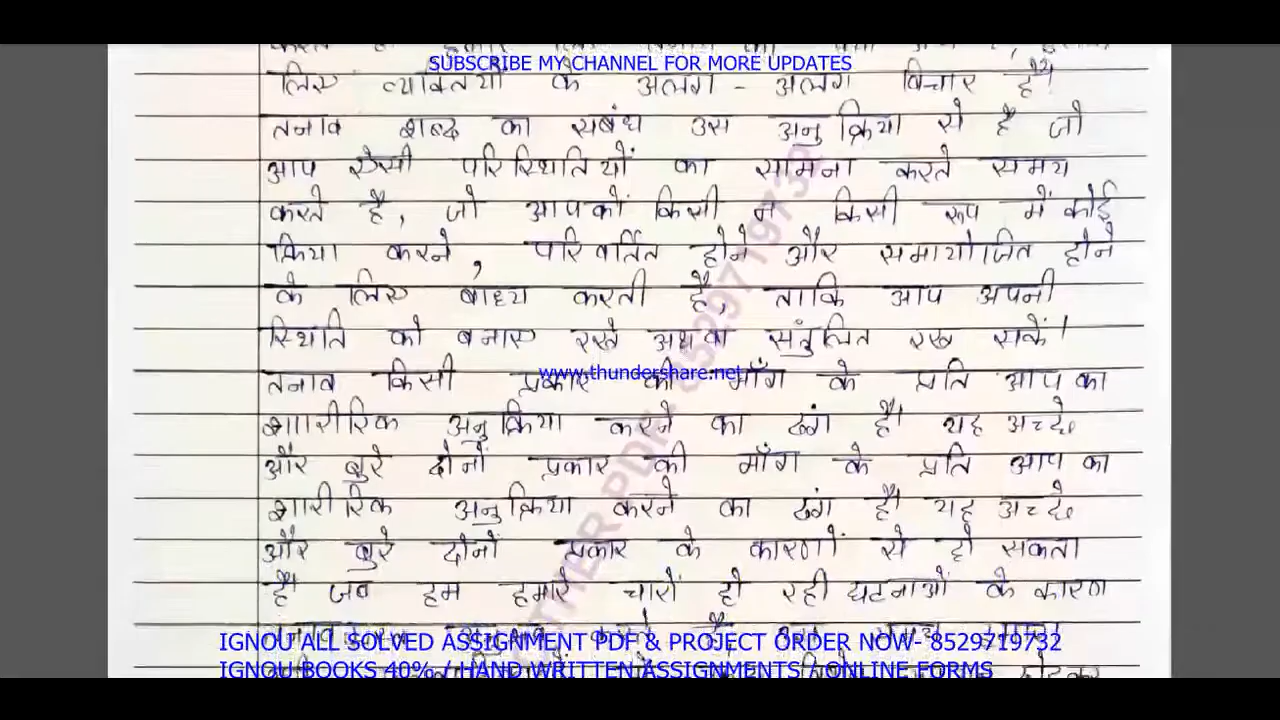 SUBSCRIBE MY CHANNEL FOR MORE UPDATES
लिए व्यक्तियों के अलग - अलग विचार है।
तनाव शब्द का सबंध उस अनुक्रिया से है जो
आप ऐसी परिस्थितियों का सामना करते समय
करते है, जो आपकों किसी न किसी रूप में कोई
क्रिया करने, परिवर्तित होने और समायोजित होने
के लिए बाध्य करती है, ताकि आप अपनी
स्थिति को बनाए रखे अथवा संतुलित रख सकें।
तनाव किसी प्रकार की माँग के प्रति आप का
www.thundershare.net
शारीरिक अनुक्रिया करने का ढंग है। यह अच्छे
और बुरे दोनों प्रकार की माँग के प्रति आप का
शारीरिक अनुक्रिया करने का ढंग है। यह अच्छे
और बुरे दोनों प्रकार के कारणों से हो सकता
है। जब हम हमारे चारों हो रही घटनाओं के कारण
IGNOU ALL SOLVED ASSIGNMENT PDF & PROJECT ORDER NOW- 8529719732
IGNOU BOOKS 40% / HAND WRITTEN ASSIGNMENTS / ONLINE FORMS